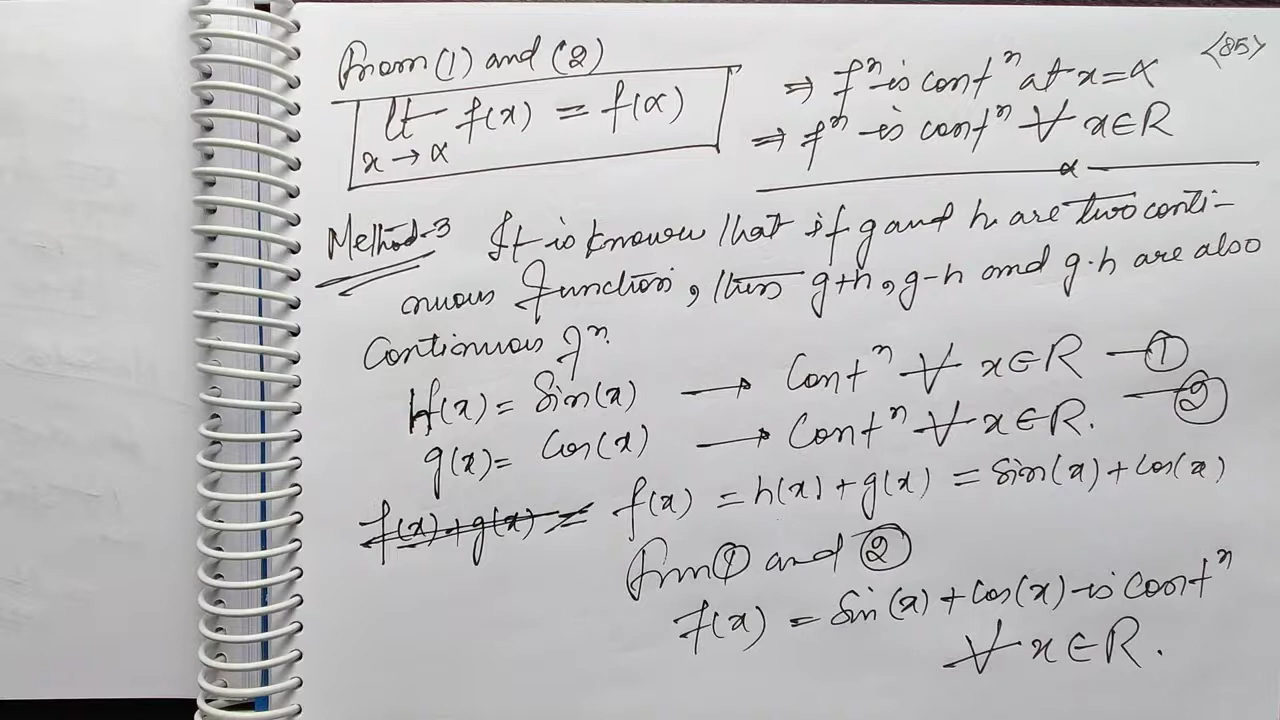 <85>
From (1) and (2)
lt f(x) = f(α)
x → α
⇒ fⁿ is contⁿ at x = α
⇒ fⁿ is contⁿ ∀ x∈R
α
Method-3 It is known that if g and h are two conti-
nuous function, then g+h, g-h and g.h are also
Continuous fⁿ.
h(x) = Sin(x) → Contⁿ ∀ x∈R —①
g(x) = Cos(x) → Contⁿ ∀ x∈R. —②
f(x)+g(x) = f(x) = h(x) + g(x) = Sin(x) + Cos(x)
From ① and ②
f(x) = Sin(x) + Cos(x) is contⁿ
∀ x∈R.